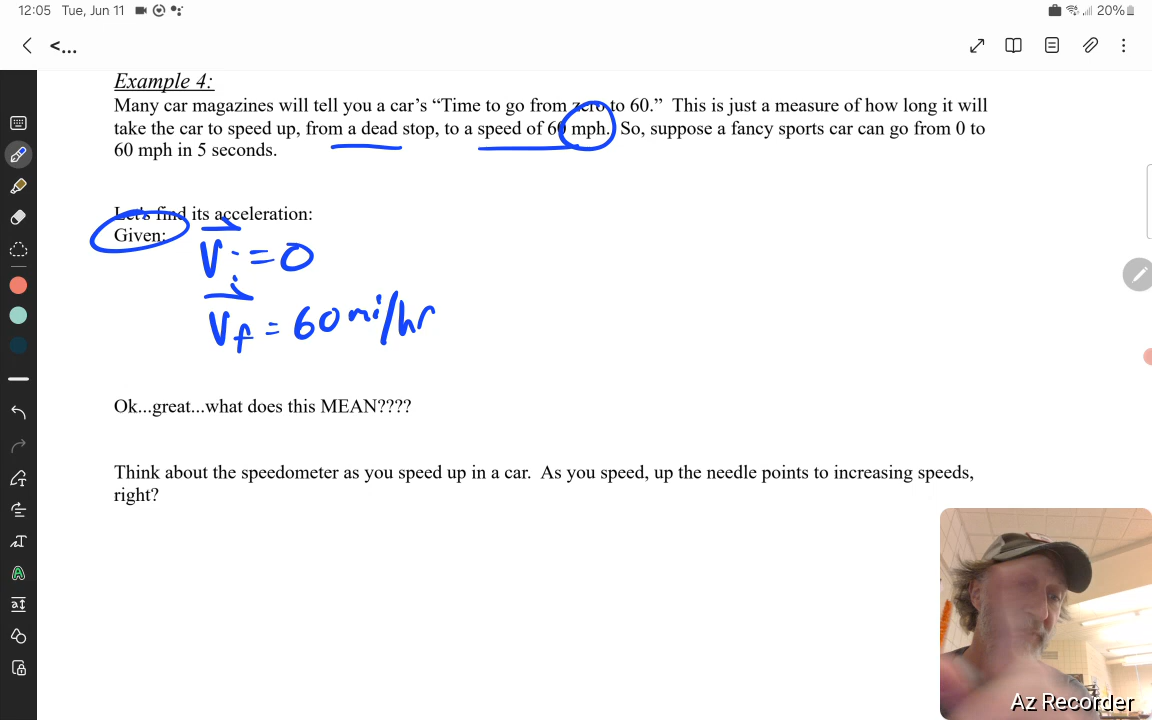 12:05 Tue, Jun 11 20%
<...
Example 4:
Many car magazines will tell you a car's “Time to go from zero to 60.” This is just a measure of how long it will
take the car to speed up, from a dead stop, to a speed of 60 mph. So, suppose a fancy sports car can go from 0 to
60 mph in 5 seconds.
Let's find its acceleration:
Given:
Vi = 0
Vf = 60 mi/hr
Ok...great...what does this MEAN????
Think about the speedometer as you speed up in a car. As you speed, up the needle points to increasing speeds,
right?
Az Recorder